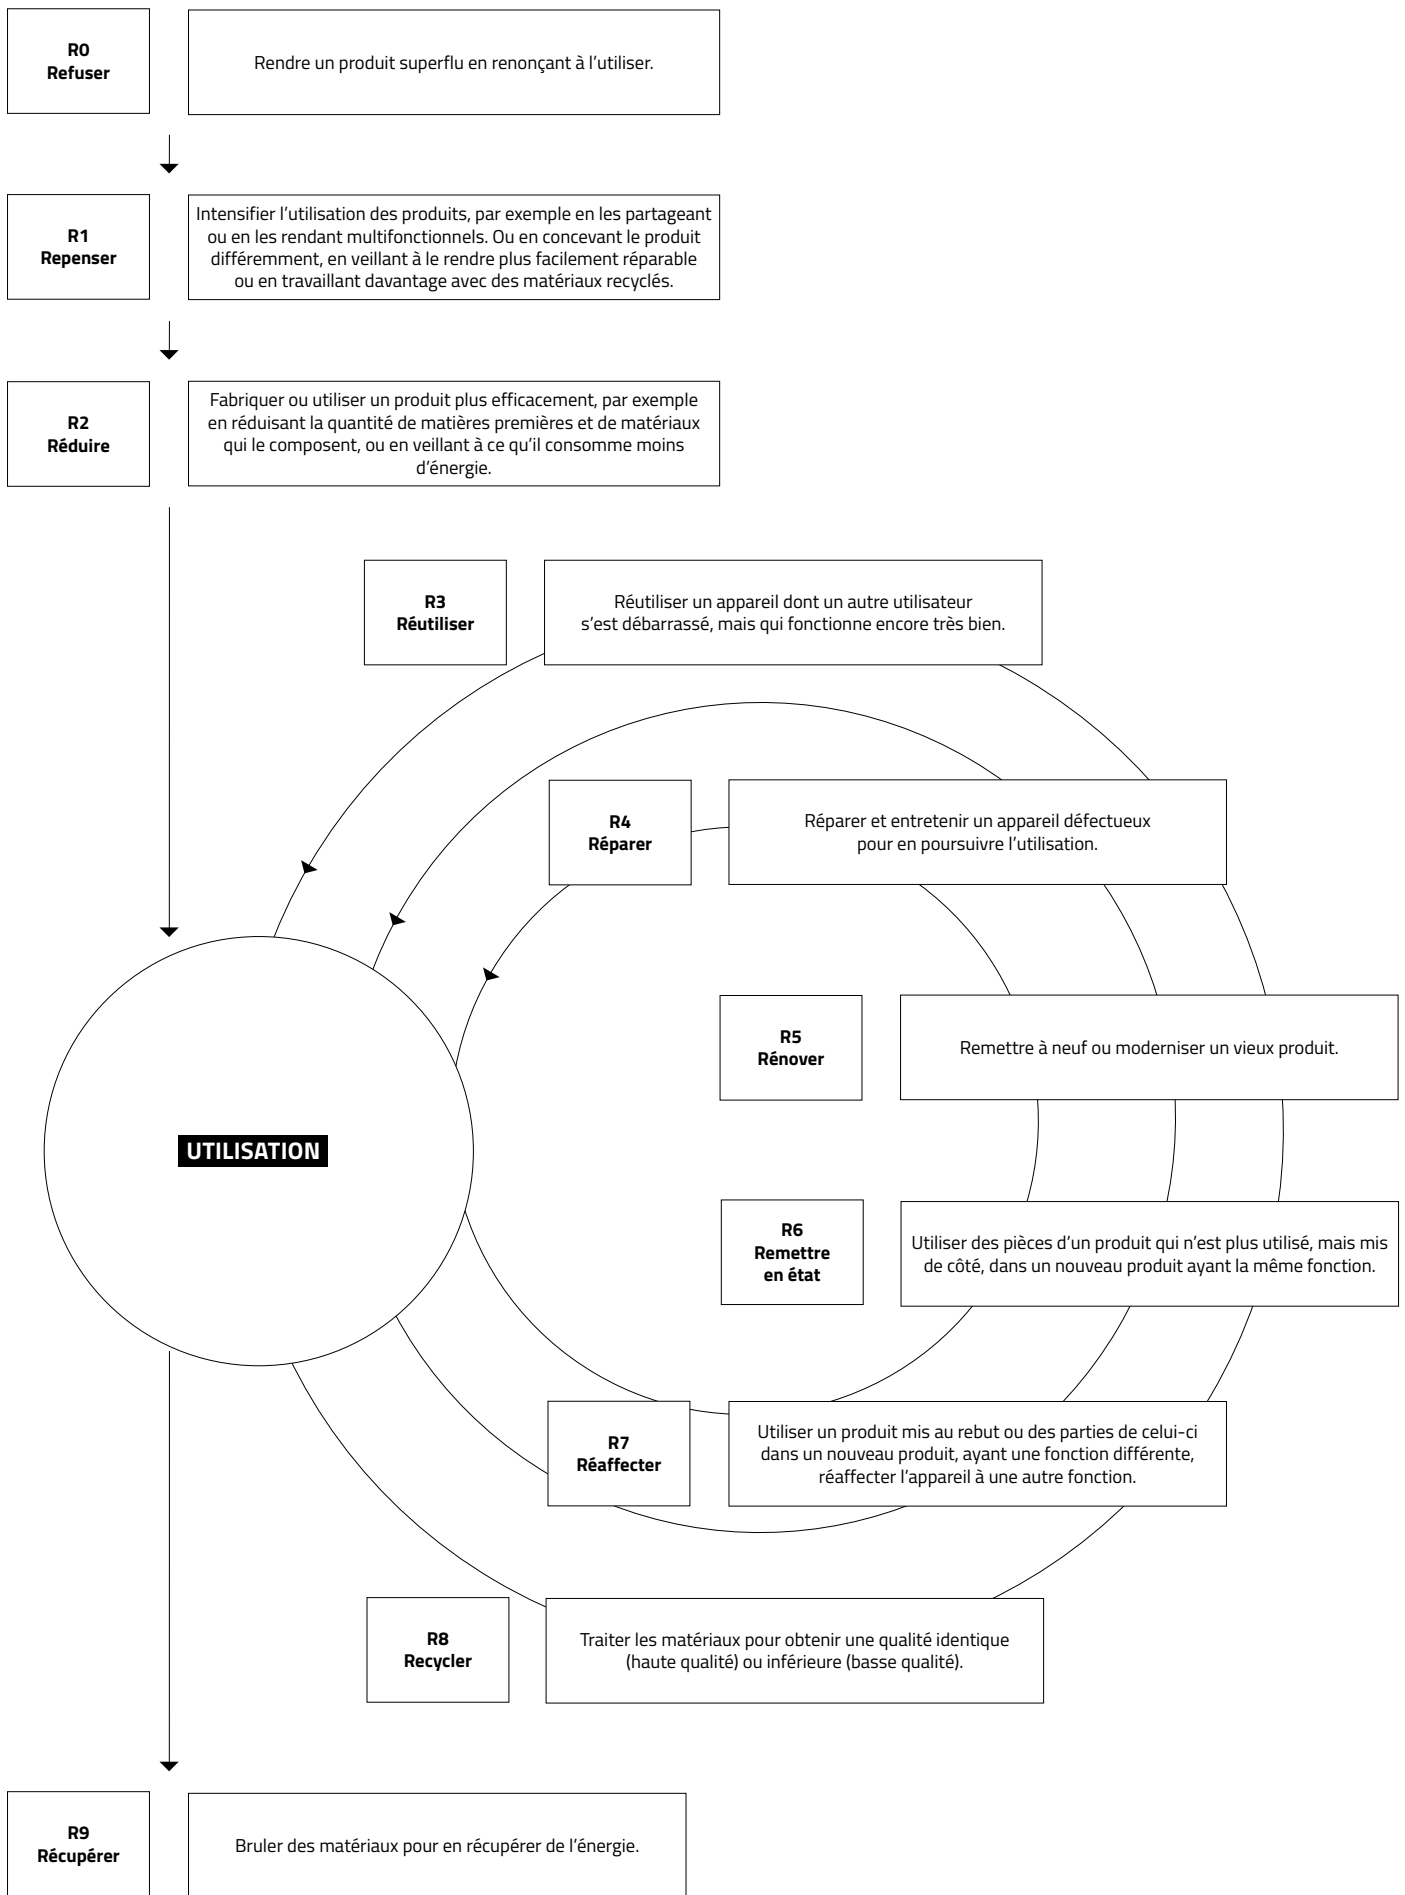 R0
Refuser
Rendre un produit superflu en renonçant à l’utiliser.
R1
Repenser
Intensifier l’utilisation des produits, par exemple en les partageant
ou en les rendant multifonctionnels. Ou en concevant le produit
différemment, en veillant à le rendre plus facilement réparable
ou en travaillant davantage avec des matériaux recyclés.
R2
Réduire
Fabriquer ou utiliser un produit plus efficacement, par exemple
en réduisant la quantité de matières premières et de matériaux
qui le composent, ou en veillant à ce qu’il consomme moins
d’énergie.
R3
Réutiliser
Réutiliser un appareil dont un autre utilisateur
s’est débarrassé, mais qui fonctionne encore très bien.
R4
Réparer
Réparer et entretenir un appareil défectueux
pour en poursuivre l’utilisation.
R5
Rénover
Remettre à neuf ou moderniser un vieux produit.
UTILISATION
R6
Remettre
en état
Utiliser des pièces d’un produit qui n’est plus utilisé, mais mis
de côté, dans un nouveau produit ayant la même fonction.
R7
Réaffecter
Utiliser un produit mis au rebut ou des parties de celui-ci
dans un nouveau produit, ayant une fonction différente,
réaffecter l’appareil à une autre fonction.
R8
Recycler
Traiter les matériaux pour obtenir une qualité identique
(haute qualité) ou inférieure (basse qualité).
R9
Récupérer
Bruler des matériaux pour en récupérer de l’énergie.